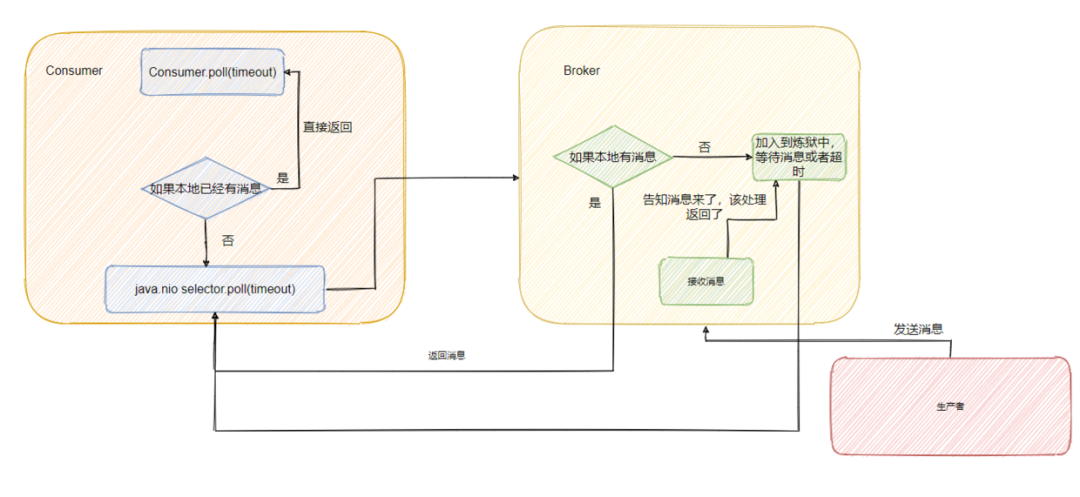 Consumer
Consumer.poll(timeout)
直接返回
如果本地已经有消息
是
否
java.nio selector.poll(timeout)
Broker
如果本地有消息
否
加入到炼狱中，
等待消息或者超
时
是
告知消息来了，该处理
返回了
接收消息
返回消息
发送消息
生产者